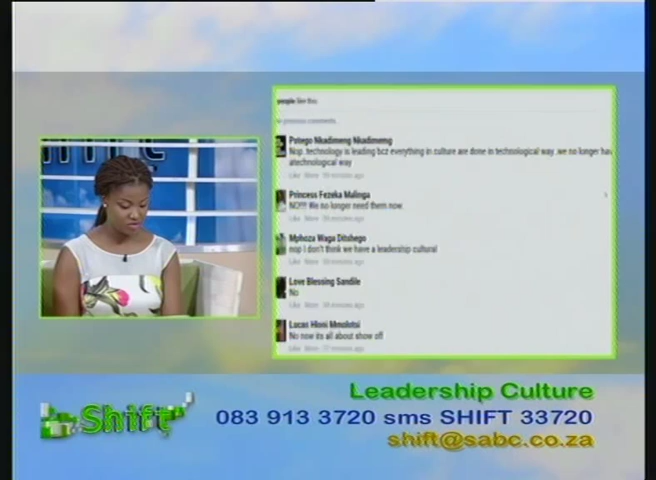 people like this.
Potego Nkadimeng Nkadimeng
Nop. technology is leading bcz everything in culture are done in technological way .we no longer hav
atechnological way
Like More
Princess Fezeka Malinga
NO!!!! We no longer need them now.
Like More
Mphoza Waga Ditshego
nop I don't think we have a leadership cultural
Like More
Love Blessing Sandile
No
Like More
Lucas Hloni Mmolotsi
No now its all about show off
Like More
Leadership Culture
Shift
083 913 3720 sms SHIFT 33720
shift@sabc.co.za